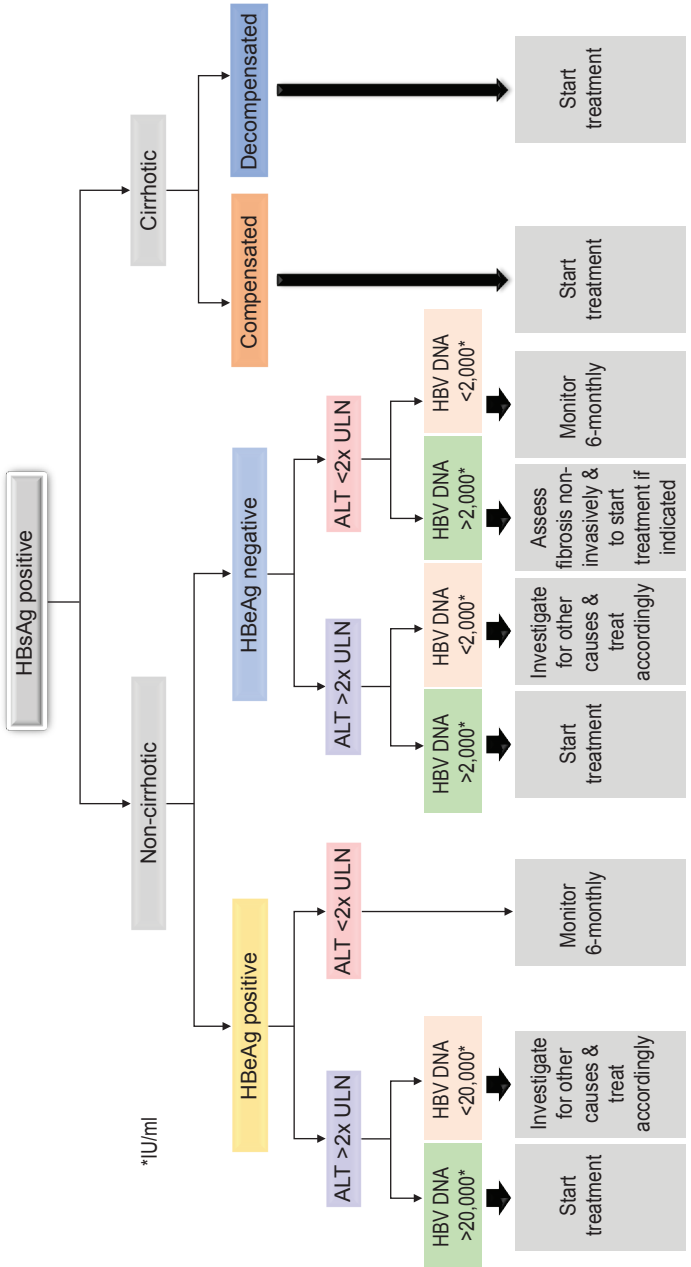 HBsAg positive
Non-cirrhotic
Cirrhotic
*IU/ml
HBeAg positive
HBeAg negative
Compensated
Decompensated
ALT >2x ULN
ALT <2x ULN
ALT >2x ULN
ALT <2x ULN
HBV DNA
>20,000*
HBV DNA
<20,000*
HBV DNA
>2,000*
HBV DNA
<2,000*
HBV DNA
>2,000*
HBV DNA
<2,000*
Start
treatment
Investigate
for other
causes &
treat
accordingly
Monitor
6-monthly
Start
treatment
Investigate
for other
causes &
treat
accordingly
Assess
fibrosis non-
invasively &
to start
treatment if
indicated
Monitor
6-monthly
Start
treatment
Start
treatment